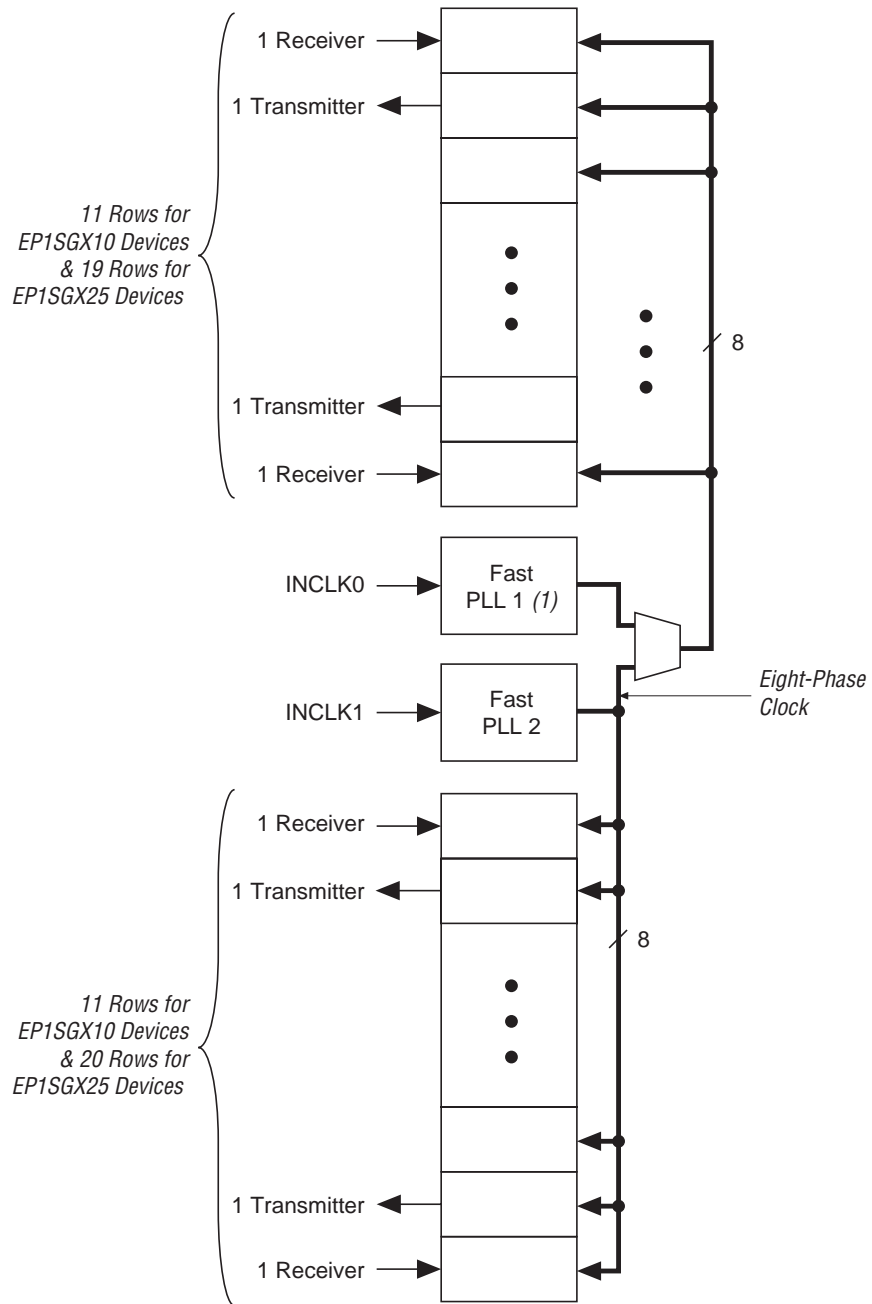 1 Receiver
1 Transmitter
11 Rows for
EP1SGX10 Devices
& 19 Rows for
EP1SGX25 Devices
8
1 Transmitter
1 Receiver
INCLK0
Fast
PLL 1 (1)
INCLK1
Fast
PLL 2
Eight-Phase
Clock
1 Receiver
1 Transmitter
8
11 Rows for
EP1SGX10 Devices
& 20 Rows for
EP1SGX25 Devices
1 Transmitter
1 Receiver